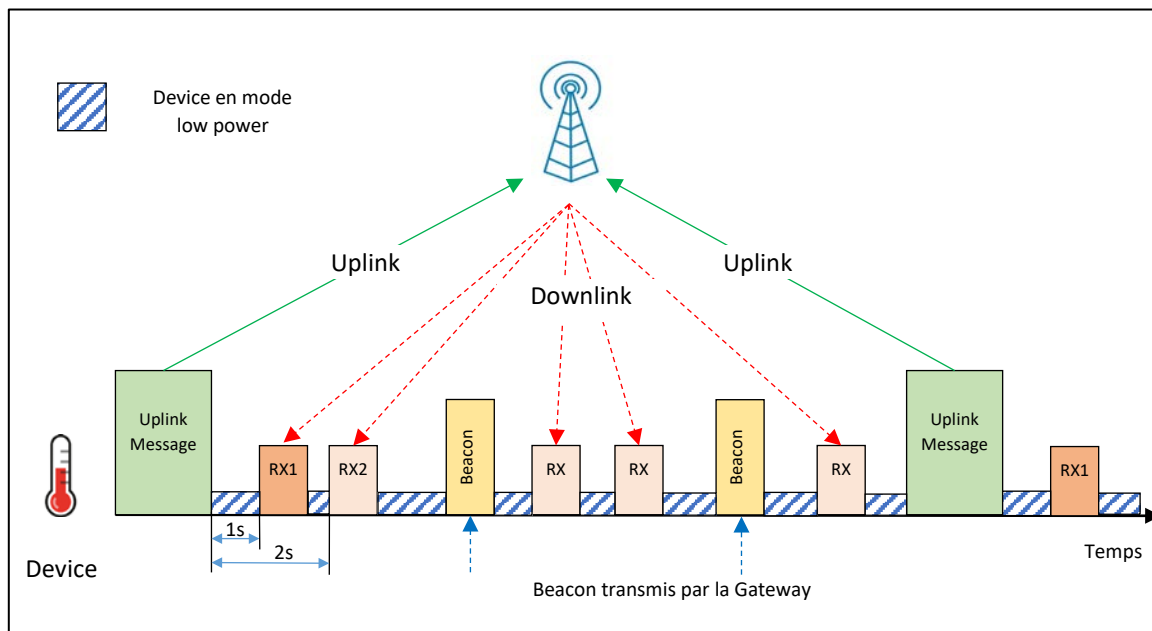 Device en mode
low power
Uplink
Uplink
Downlink
Uplink
Message
RX1
RX2
Beacon
RX
RX
Beacon
RX
Uplink
Message
RX1
1s
2s
Temps
Device
Beacon transmis par la Gateway